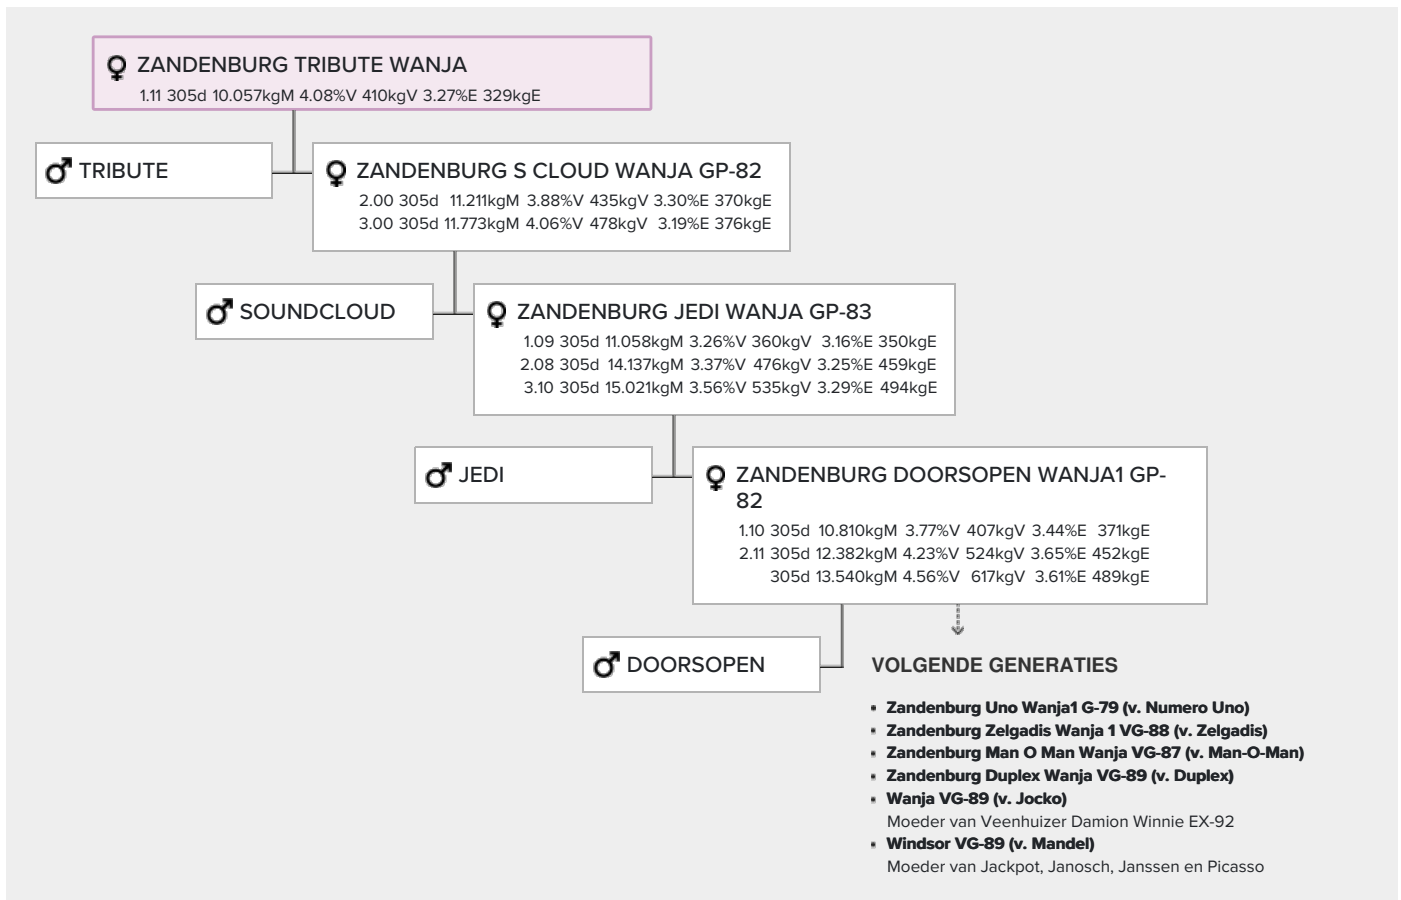 ZANDENBURG TRIBUTE WANJA
1.11 305d 10.057kgM 4.08%V 410kgV 3.27%E 329kgE
TRIBUTE
ZANDENBURG S CLOUD WANJA GP-82
2.00 305d 11.211kgM 3.88%V 435kgV 3.30%E 370kgE
3.00 305d 11.773kgM 4.06%V 478kgV 3.19%E 376kgE
SOUNDCLOUD
ZANDENBURG JEDI WANJA GP-83
1.09 305d 11.058kgM 3.26%V 360kgV 3.16%E 350kgE
2.08 305d 14.137kgM 3.37%V 476kgV 3.25%E 459kgE
3.10 305d 15.021kgM 3.56%V 535kgV 3.29%E 494kgE
JEDI
ZANDENBURG DOORSOPEN WANJA1 GP-
82
1.10 305d 10.810kgM 3.77%V 407kgV 3.44%E 371kgE
2.11 305d 12.382kgM 4.23%V 524kgV 3.65%E 452kgE
305d 13.540kgM 4.56%V 617kgV 3.61%E 489kgE
DOORSOPEN
VOLGENDE GENERATIES
Zandenburg Uno Wanja1 G-79 (v. Numero Uno)
Zandenburg Zelgadis Wanja 1 VG-88 (v. Zelgadis)
Zandenburg Man O Man Wanja VG-87 (v. Man-O-Man)
Zandenburg Duplex Wanja VG-89 (v. Duplex)
Wanja VG-89 (v. Jocko)
Moeder van Veenhuizer Damion Winnie EX-92
Windsor VG-89 (v. Mandel)
Moeder van Jackpot, Janosch, Janssen en Picasso